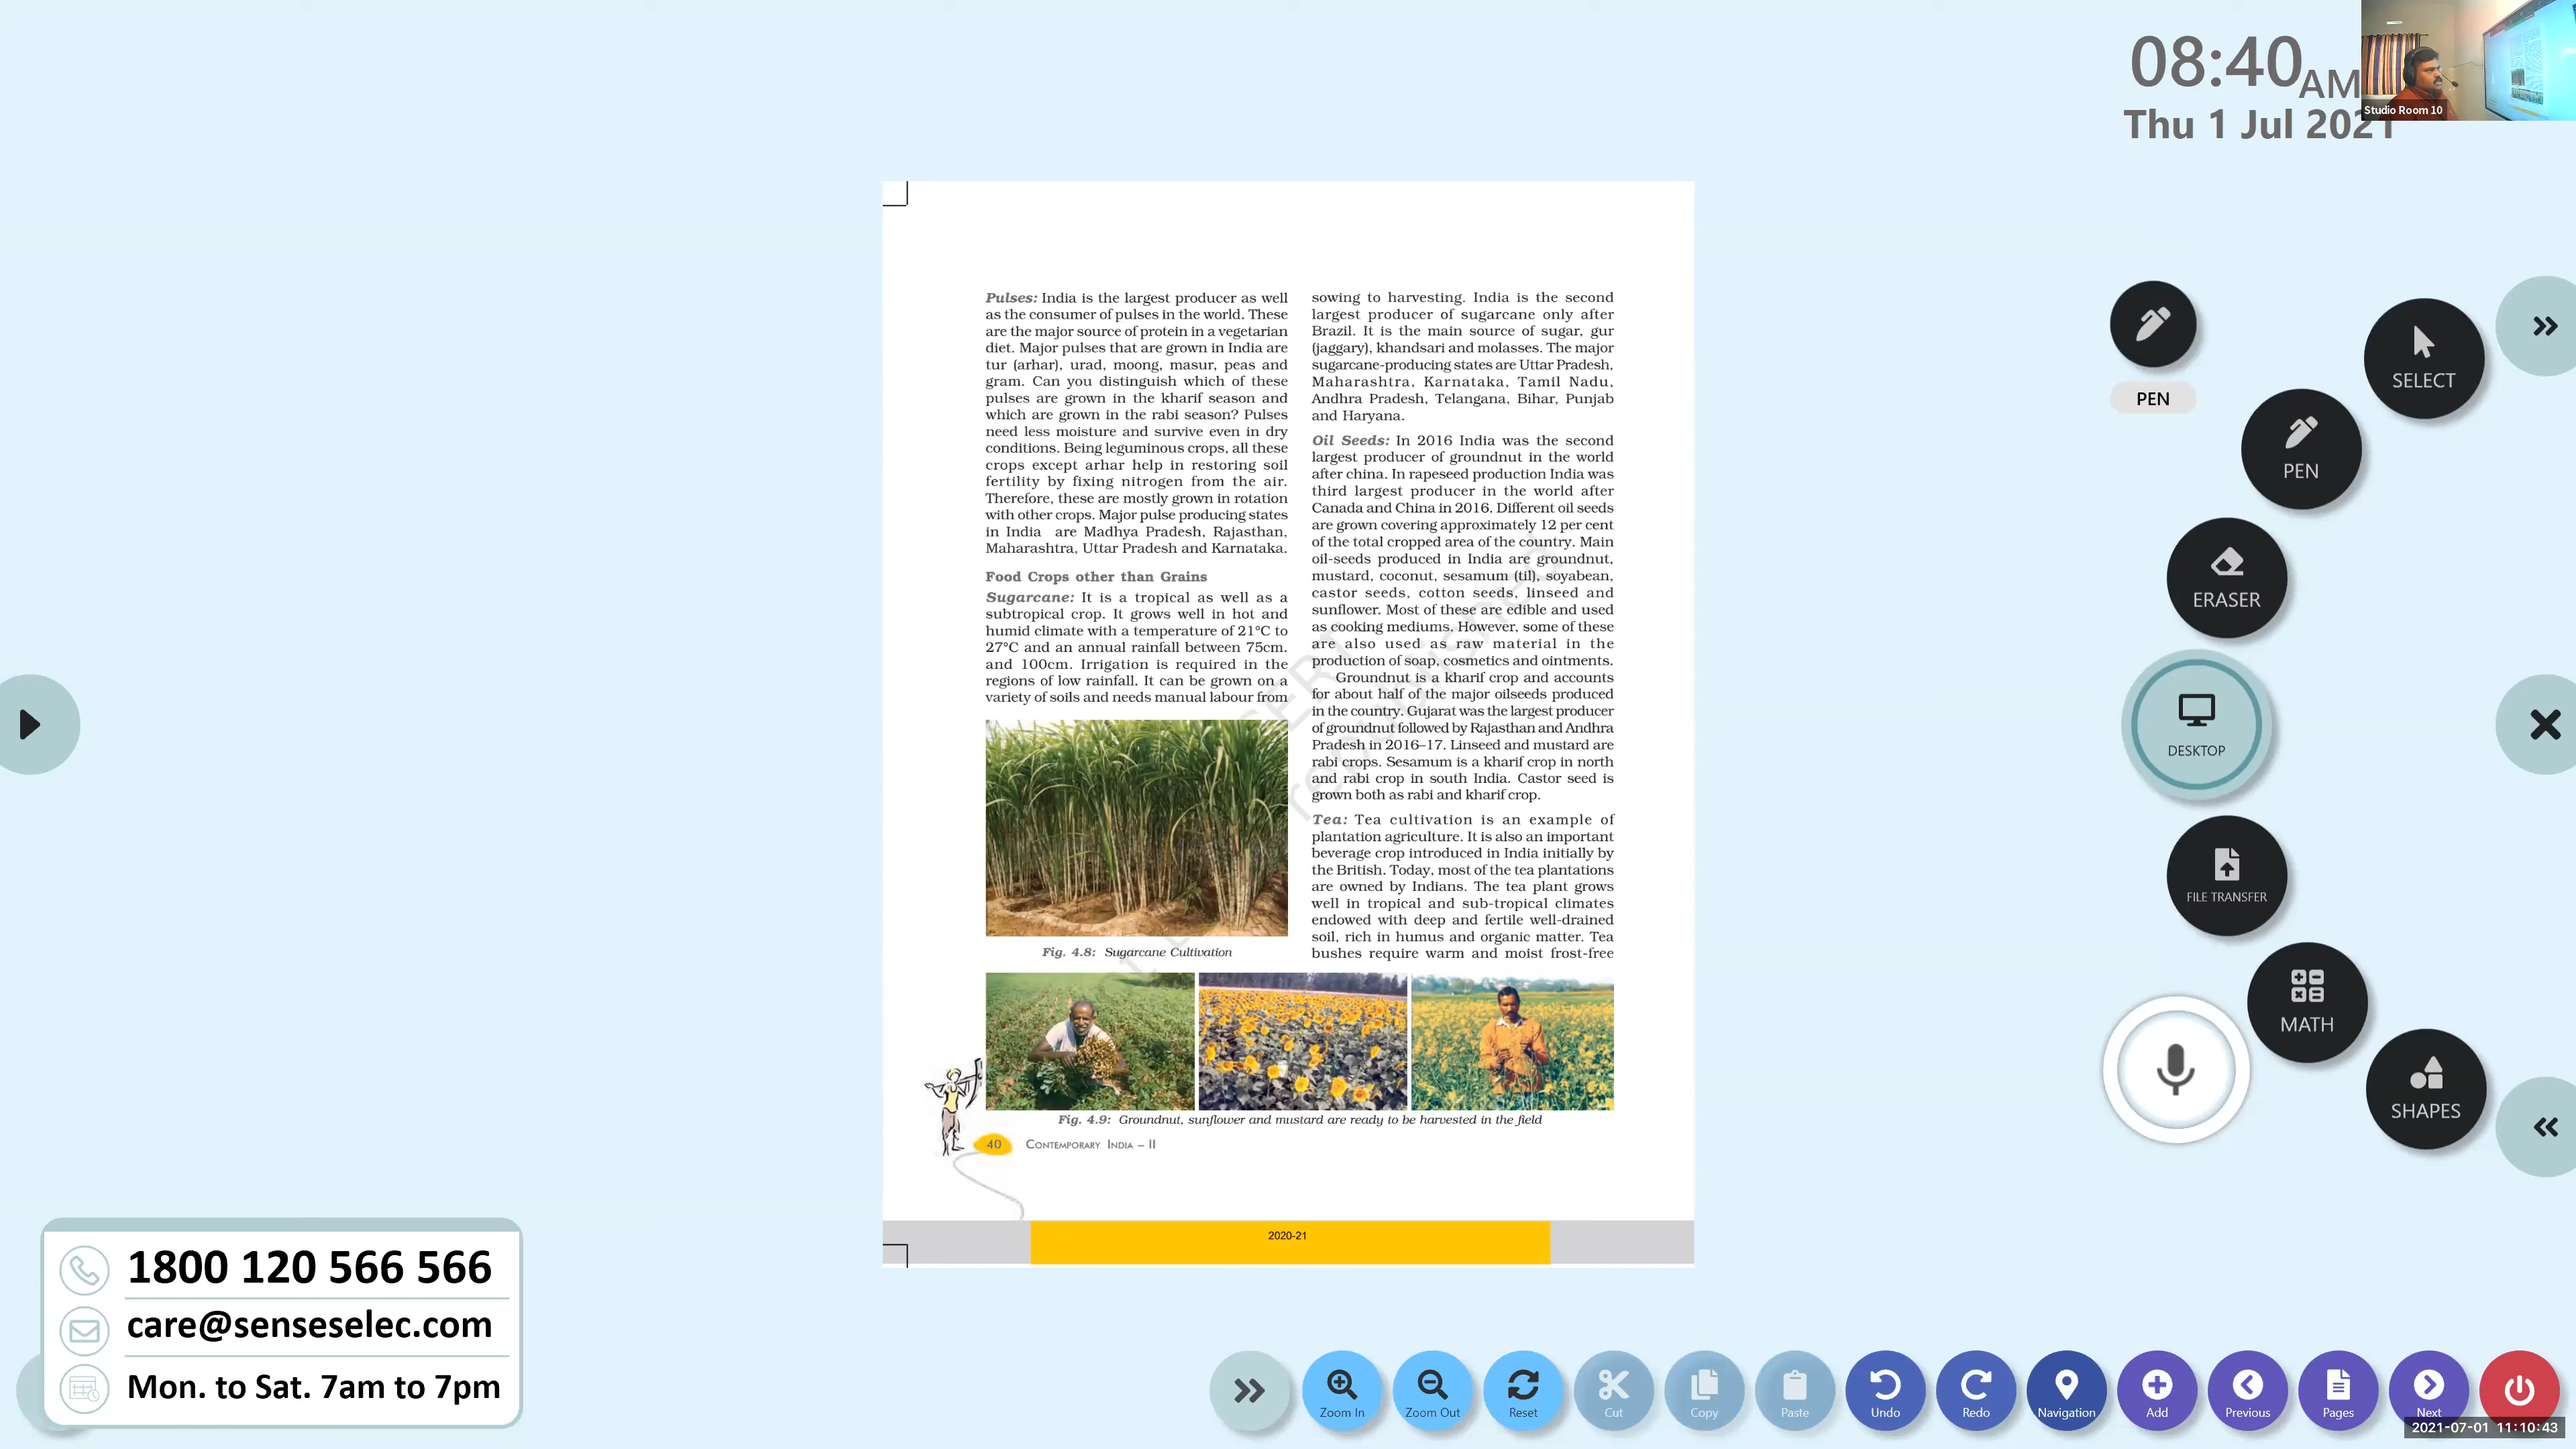 08:40 AM
Thu 1 Jul 2021
Studio Room 10
Pulses: India is the largest producer as well
as the consumer of pulses in the world. These
are the major source of protein in a vegetarian
diet. Major pulses that are grown in India are
tur (arhar), urad, moong, masur, peas and
gram. Can you distinguish which of these
pulses are grown in the kharif season and
which are grown in the rabi season? Pulses
need less moisture and survive even in dry
conditions. Being leguminous crops, all these
crops except arhar help in restoring soil
fertility by fixing nitrogen from the air.
Therefore, these are mostly grown in rotation
with other crops. Major pulse producing states
in India are Madhya Pradesh, Rajasthan,
Maharashtra, Uttar Pradesh and Karnataka.
Food Crops other than Grains
Sugarcane: It is a tropical as well as a
subtropical crop. It grows well in hot and
humid climate with a temperature of 21°C to
27°C and an annual rainfall between 75cm.
and 100cm. Irrigation is required in the
regions of low rainfall. It can be grown on a
variety of soils and needs manual labour from
Fig. 4.8: Sugarcane Cultivation
sowing to harvesting. India is the second
largest producer of sugarcane only after
Brazil. It is the main source of sugar, gur
(jaggary), khandsari and molasses. The major
sugarcane-producing states are Uttar Pradesh,
Maharashtra, Karnataka, Tamil Nadu,
Andhra Pradesh, Telangana, Bihar, Punjab
and Haryana.
Oil Seeds: In 2016 India was the second
largest producer of groundnut in the world
after china. In rapeseed production India was
third largest producer in the world after
Canada and China in 2016. Different oil seeds
are grown covering approximately 12 per cent
of the total cropped area of the country. Main
oil-seeds produced in India are groundnut,
mustard, coconut, sesamum (til), soyabean,
castor seeds, cotton seeds, linseed and
sunflower. Most of these are edible and used
as cooking mediums. However, some of these
are also used as raw material in the
production of soap, cosmetics and ointments.
Groundnut is a kharif crop and accounts
for about half of the major oilseeds produced
in the country. Gujarat was the largest producer
of groundnut followed by Rajasthan and Andhra
Pradesh in 2016–17. Linseed and mustard are
rabi crops. Sesamum is a kharif crop in north
and rabi crop in south India. Castor seed is
grown both as rabi and kharif crop.
Tea: Tea cultivation is an example of
plantation agriculture. It is also an important
beverage crop introduced in India initially by
the British. Today, most of the tea plantations
are owned by Indians. The tea plant grows
well in tropical and sub-tropical climates
endowed with deep and fertile well-drained
soil, rich in humus and organic matter. Tea
bushes require warm and moist frost-free
Fig. 4.9: Groundnut, sunflower and mustard are ready to be harvested in the field
40 Contemporary India – II
2020-21
PEN
SELECT
PEN
ERASER
DESKTOP
FILE TRANSFER
MATH
SHAPES
1800 120 566 566
care@senseselec.com
Mon. to Sat. 7am to 7pm
Zoom In
Zoom Out
Reset
Cut
Copy
Paste
Undo
Redo
Navigation
Add
Previous
Pages
Next
2021-07-01 11:10:43